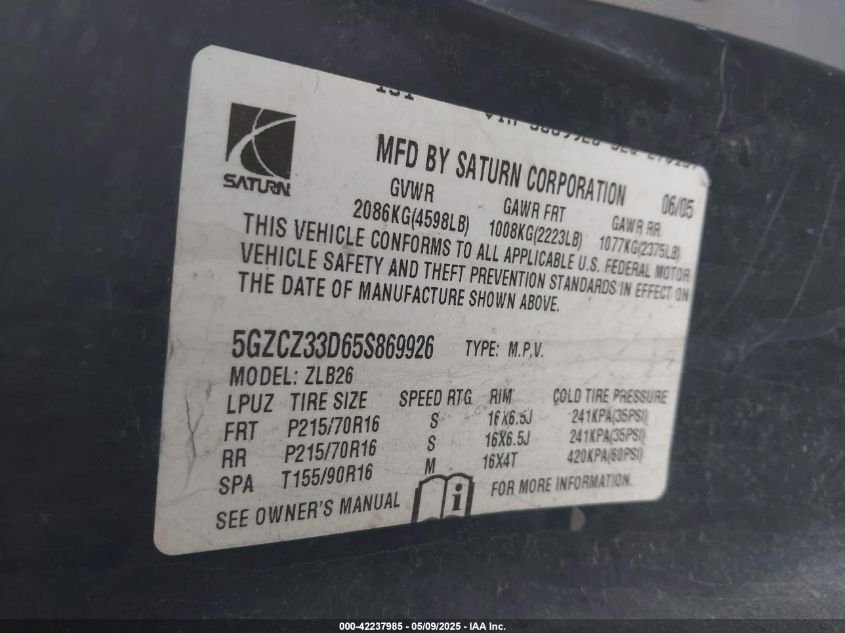 SATURN
MFD BY SATURN CORPORATION 06/05
GVWR GAWR FRT GAWR RR
2086KG(4598LB) 1008KG(2223LB) 1077KG(2375LB)
THIS VEHICLE CONFORMS TO ALL APPLICABLE U.S. FEDERAL MOTOR
VEHICLE SAFETY AND THEFT PREVENTION STANDARDS IN EFFECT ON
THE DATE OF MANUFACTURE SHOWN ABOVE.
5GZCZ33D65S869926 TYPE: M.P.V.
MODEL: ZLB26
LPUZ TIRE SIZE SPEED RTG RIM COLD TIRE PRESSURE
FRT P215/70R16 S 16X6.5J 241KPA(35PSI)
RR P215/70R16 S 16X6.5J 241KPA(35PSI)
SPA T155/90R16 M 16X4T 420KPA(60PSI)
SEE OWNER'S MANUAL i FOR MORE INFORMATION.
000-42237985 - 05/09/2025 - IAA Inc.